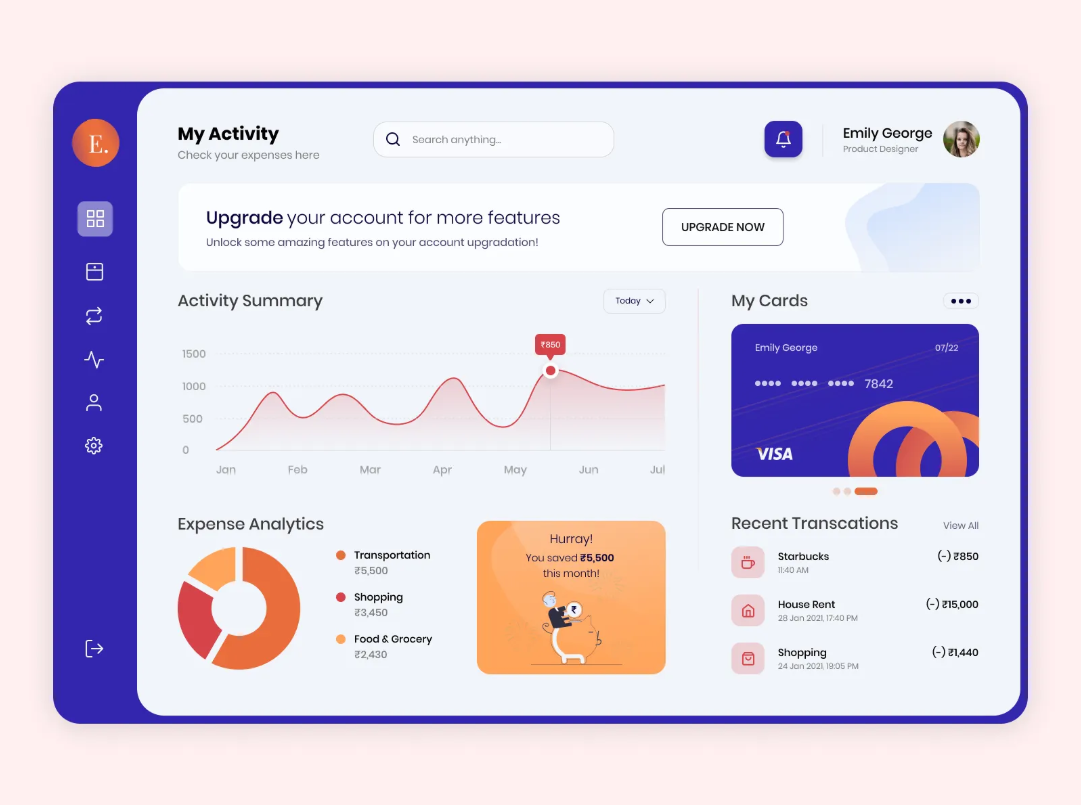 E.
My Activity
Check your expenses here
Search anything...
Emily George
Product Designer
Upgrade your account for more features
Unlock some amazing features on your account upgradation!
UPGRADE NOW
Activity Summary
Today
₹850
1500
1000
500
0
Jan Feb Mar Apr May Jun Jul
My Cards
Emily George 07/22
•••• •••• •••• 7842
VISA
Expense Analytics
Transportation
₹5,500
Shopping
₹3,450
Food & Grocery
₹2,430
Hurray!
You saved ₹5,500
this month!
₹
Recent Transcations
View All
Starbucks (-) ₹850
11:40 AM
House Rent (-) ₹15,000
28 Jan 2021, 17:40 PM
Shopping (-) ₹1,440
24 Jan 2021, 19:05 PM